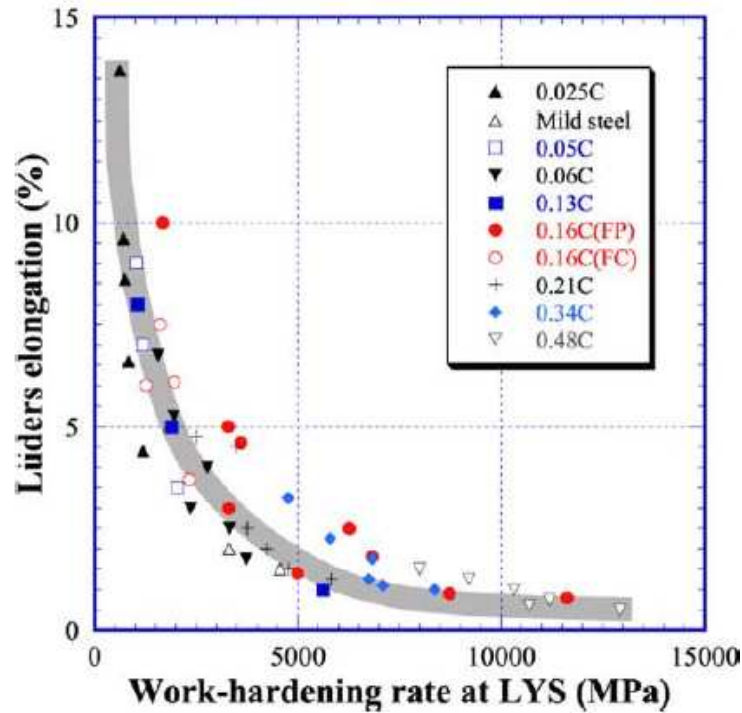 15
10
5
0
Lüders elongation (%)
0.025C
Mild steel
0.05C
0.06C
0.13C
0.16C(FP)
0.16C(FC)
0.21C
0.34C
0.48C
0
5000
10000
15000
Work-hardening rate at LYS (MPa)